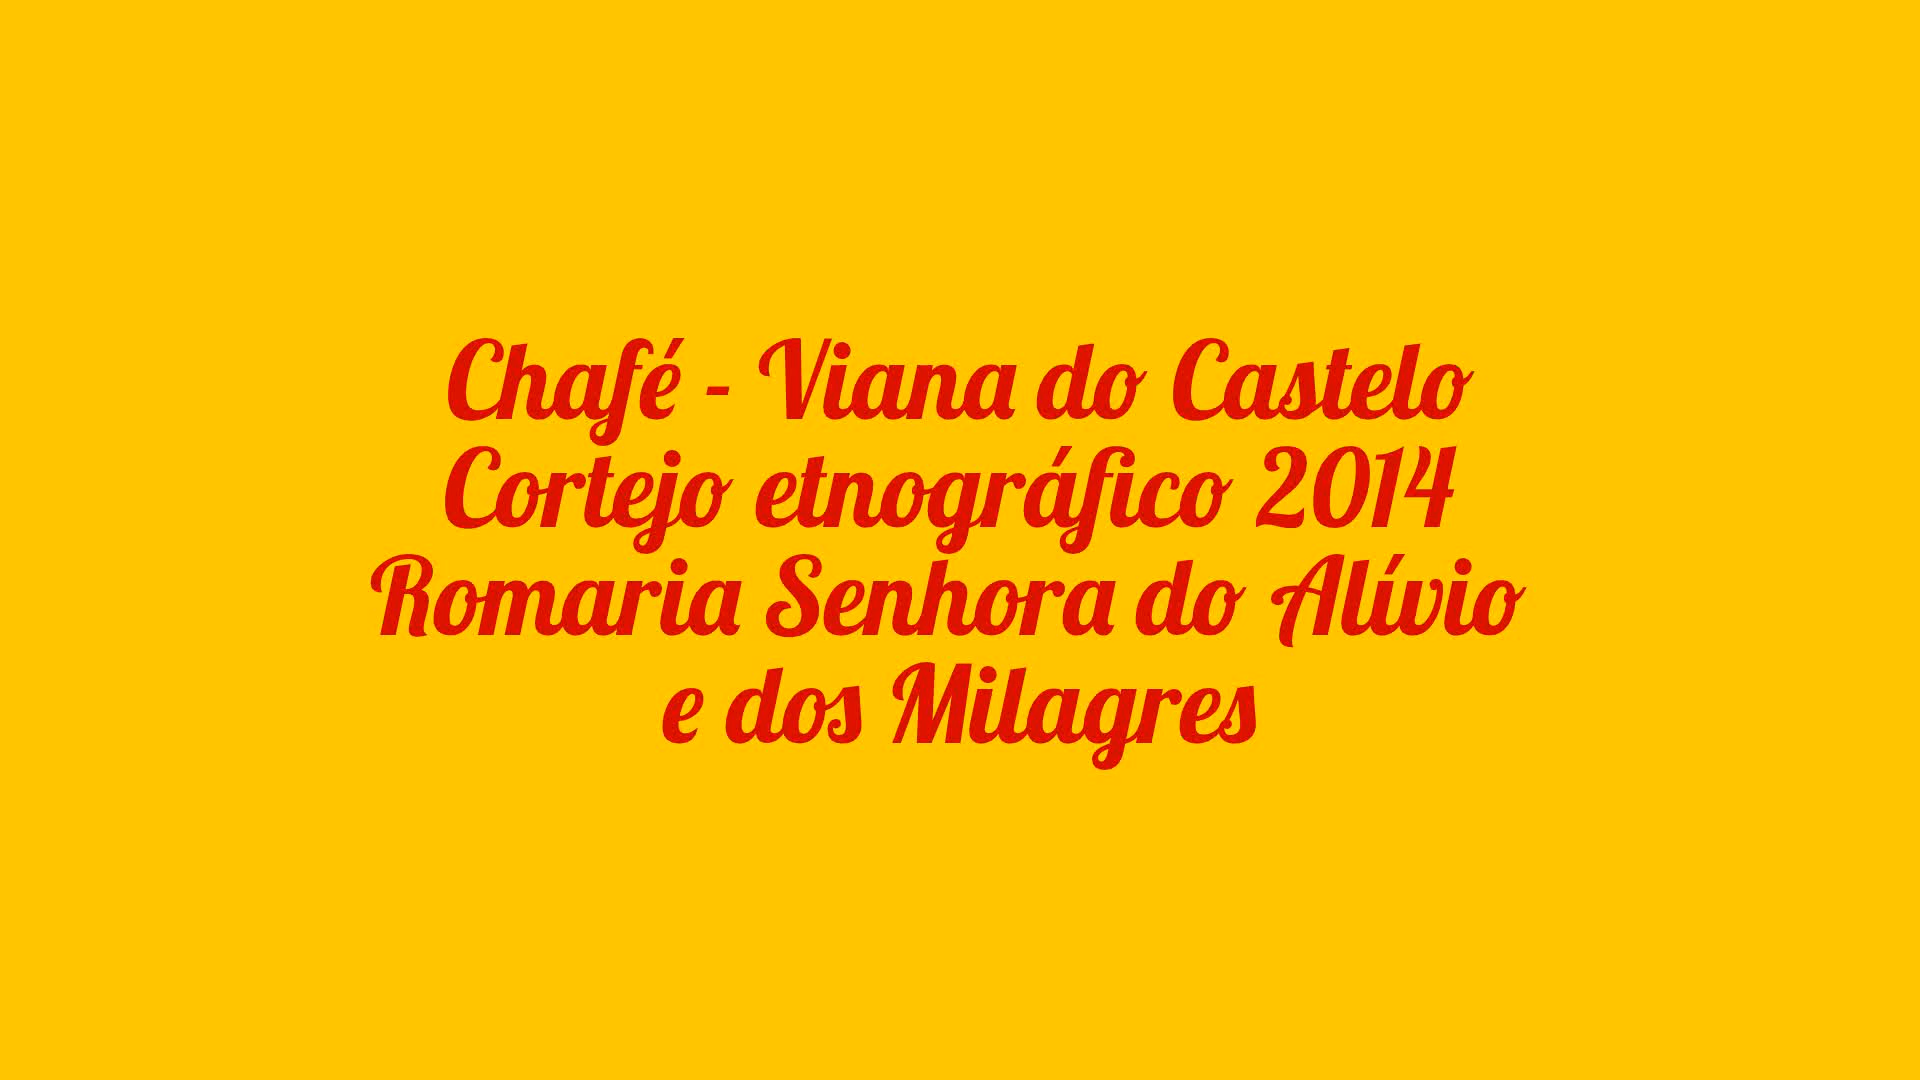 Chafé - Viana do Castelo
Cortejo etnográfico 2014
Romaria Senhora do Alívio
e dos Milagres